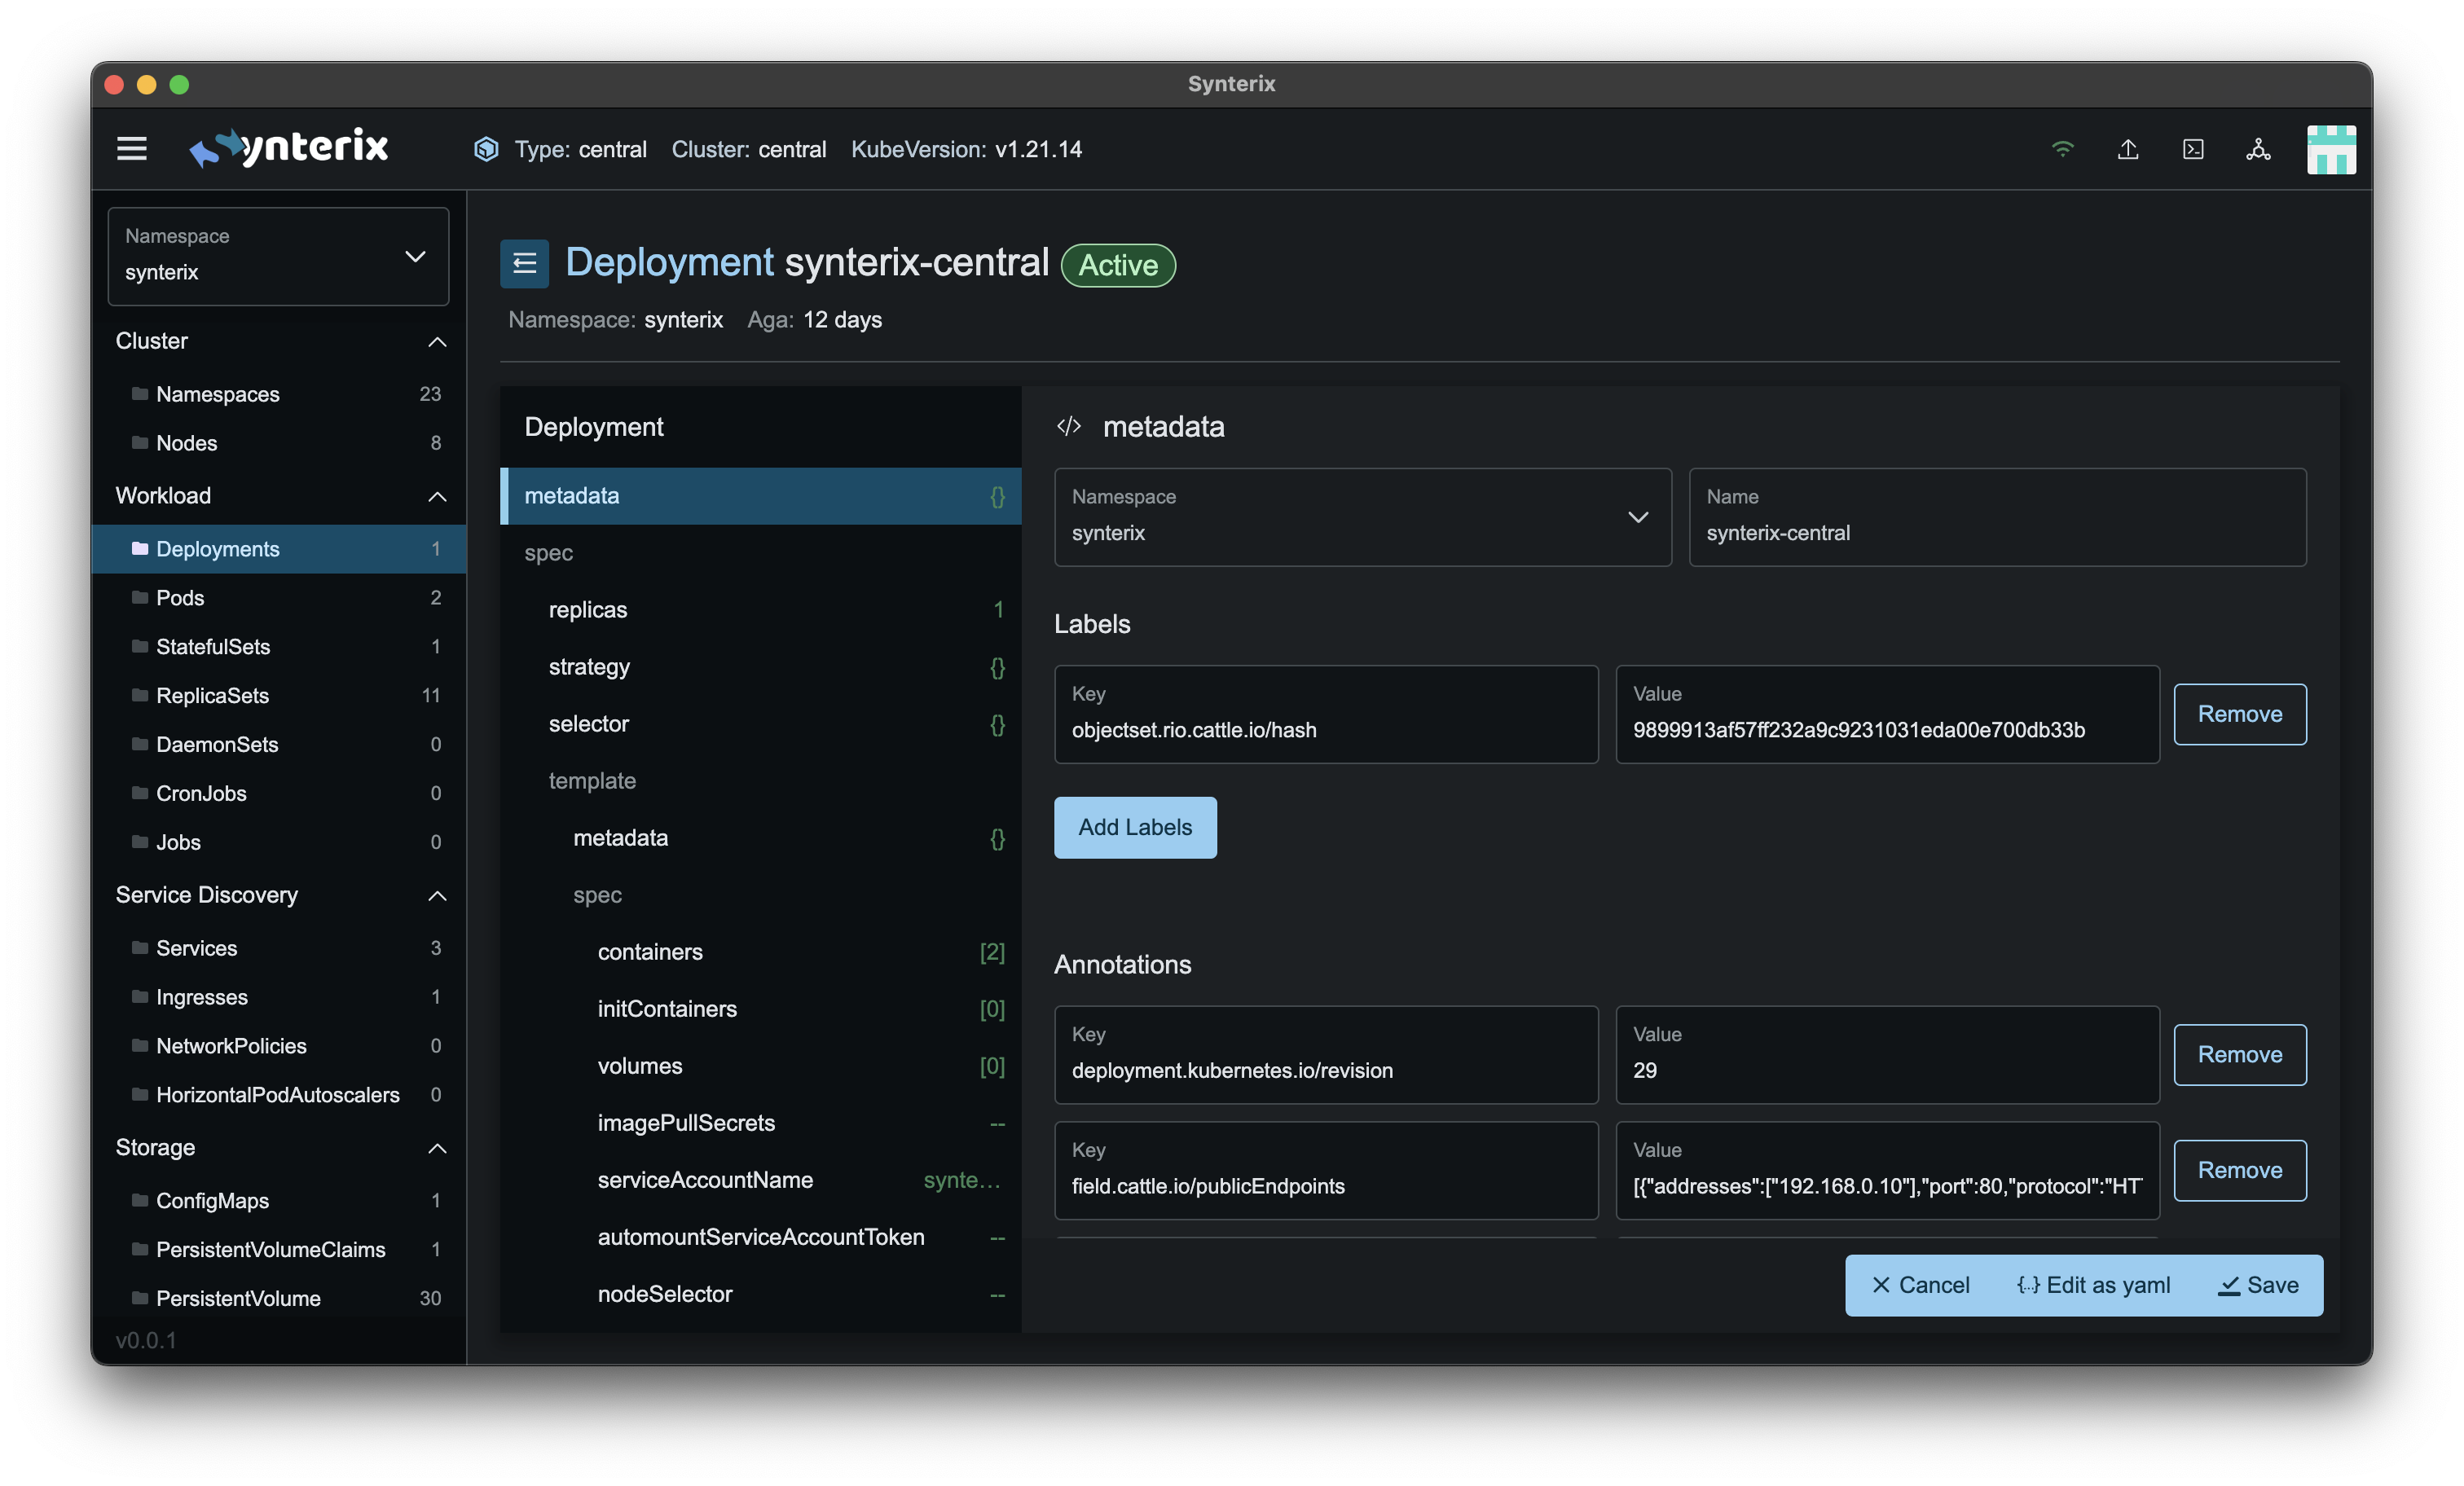 Synterix
Synterix
Type: central Cluster: central KubeVersion: v1.21.14
Namespace
synterix
Cluster
Namespaces 23
Nodes 8
Workload
Deployments 1
Pods 2
StatefulSets 1
ReplicaSets 11
DaemonSets 0
CronJobs 0
Jobs 0
Service Discovery
Services 3
Ingresses 1
NetworkPolicies 0
HorizontalPodAutoscalers 0
Storage
ConfigMaps 1
PersistentVolumeClaims 1
PersistentVolume 30
v0.0.1
Deployment synterix-central Active
Namespace: synterix Aga: 12 days
Deployment
metadata {}
spec
replicas 1
strategy {}
selector {}
template
metadata {}
spec
containers [2]
initContainers [0]
volumes [0]
imagePullSecrets --
serviceAccountName synte...
automountServiceAccountToken --
nodeSelector --
</> metadata
Namespace
synterix
Name
synterix-central
Labels
Key
objectset.rio.cattle.io/hash
Value
9899913af57ff232a9c9231031eda00e700db33b
Remove
Add Labels
Annotations
Key
deployment.kubernetes.io/revision
Value
29
Remove
Key
field.cattle.io/publicEndpoints
Value
[{"addresses":["192.168.0.10"],"port":80,"protocol":"HT
Remove
Cancel {..} Edit as yaml Save